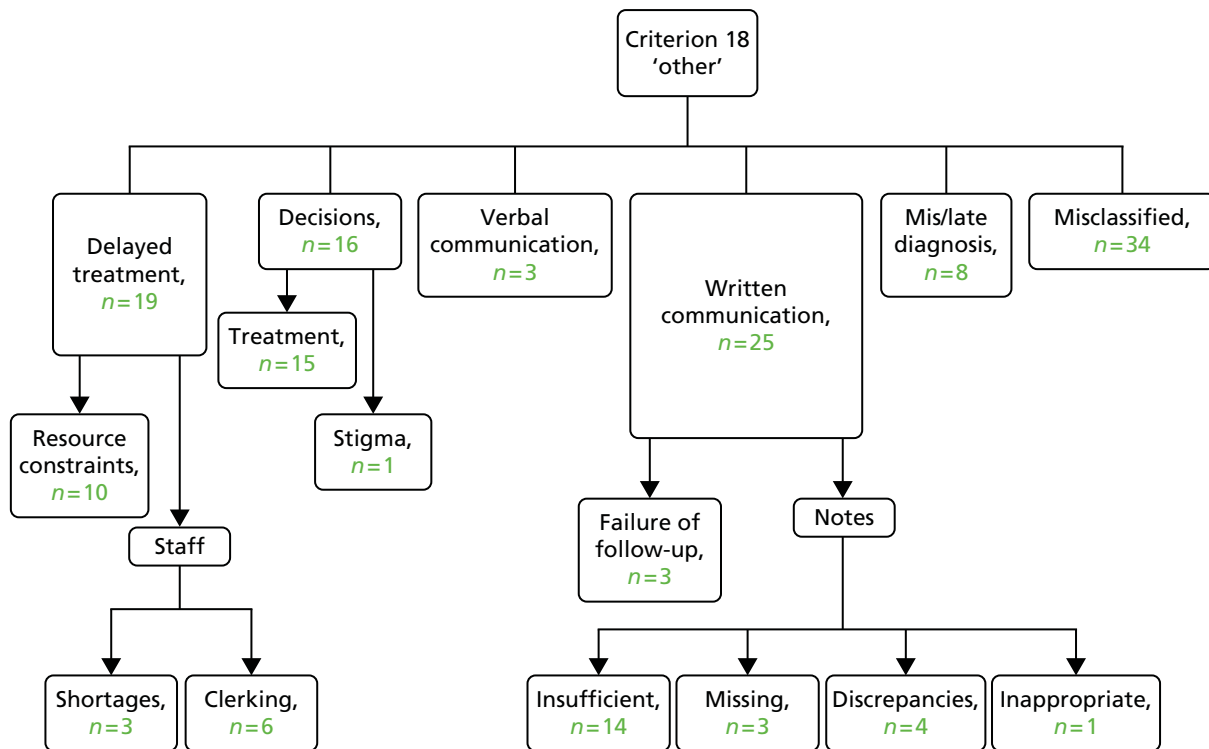 Criterion 18
‘other’
Delayed
treatment,
n=19
Decisions,
n=16
Verbal
communication,
n=3
Written
communication,
n=25
Mis/late
diagnosis,
n=8
Misclassified,
n=34
Treatment,
n=15
Resource
constraints,
n=10
Stigma,
n=1
Staff
Failure of
follow-up,
n=3
Notes
Shortages,
n=3
Clerking,
n=6
Insufficient,
n=14
Missing,
n=3
Discrepancies,
n=4
Inappropriate,
n=1